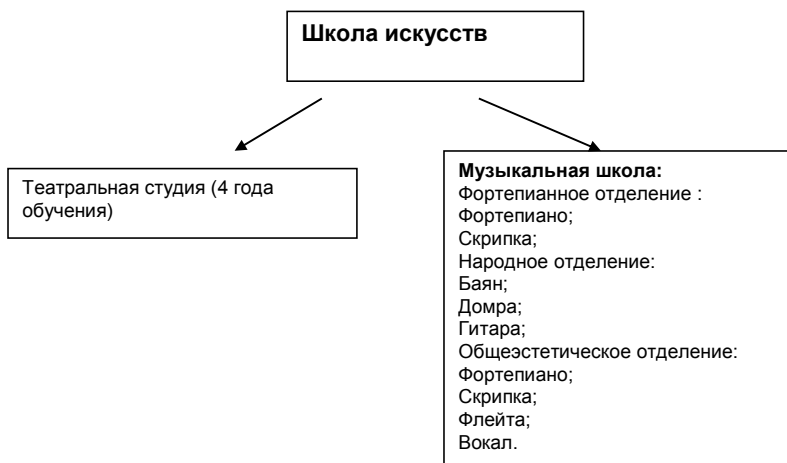 Школа искусств
Театральная студия (4 года
обучения)
Музыкальная школа:
Фортепианное отделение :
Фортепиано;
Скрипка;
Народное отделение:
Баян;
Домра;
Гитара;
Общеэстетическое отделение:
Фортепиано;
Скрипка;
Флейта;
Вокал.